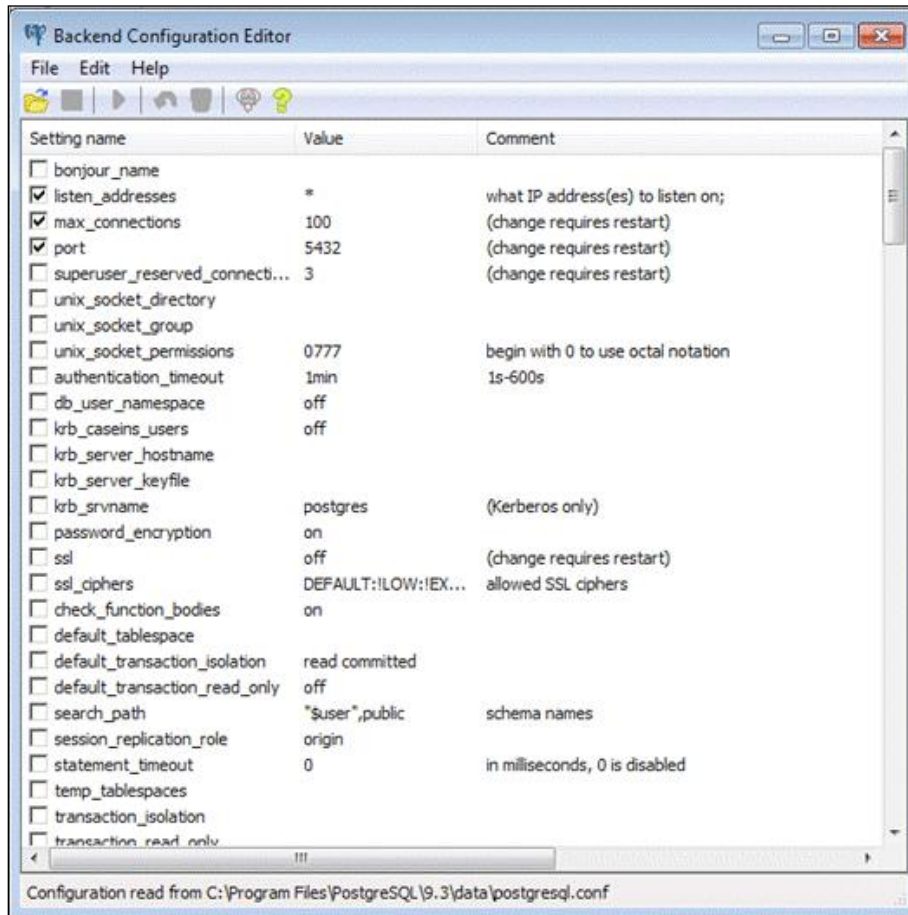 Backend Configuration Editor
File Edit Help
Setting name Value Comment
bonjour_name
listen_addresses * what IP address(es) to listen on;
max_connections 100 (change requires restart)
port 5432 (change requires restart)
superuser_reserved_connecti... 3 (change requires restart)
unix_socket_directory
unix_socket_group
unix_socket_permissions 0777 begin with 0 to use octal notation
authentication_timeout 1min 1s-600s
db_user_namespace off
krb_caseins_users off
krb_server_hostname
krb_server_keyfile
krb_srvname postgres (Kerberos only)
password_encryption on
ssl off (change requires restart)
ssl_ciphers DEFAULT:!LOW:!EX... allowed SSL ciphers
check_function_bodies on
default_tablespace
default_transaction_isolation read committed
default_transaction_read_only off
search_path "$user",public schema names
session_replication_role origin
statement_timeout 0 in milliseconds, 0 is disabled
temp_tablespaces
transaction_isolation
transaction_read_only
Configuration read from C:\Program Files\PostgreSQL\9.3\data\postgresql.conf